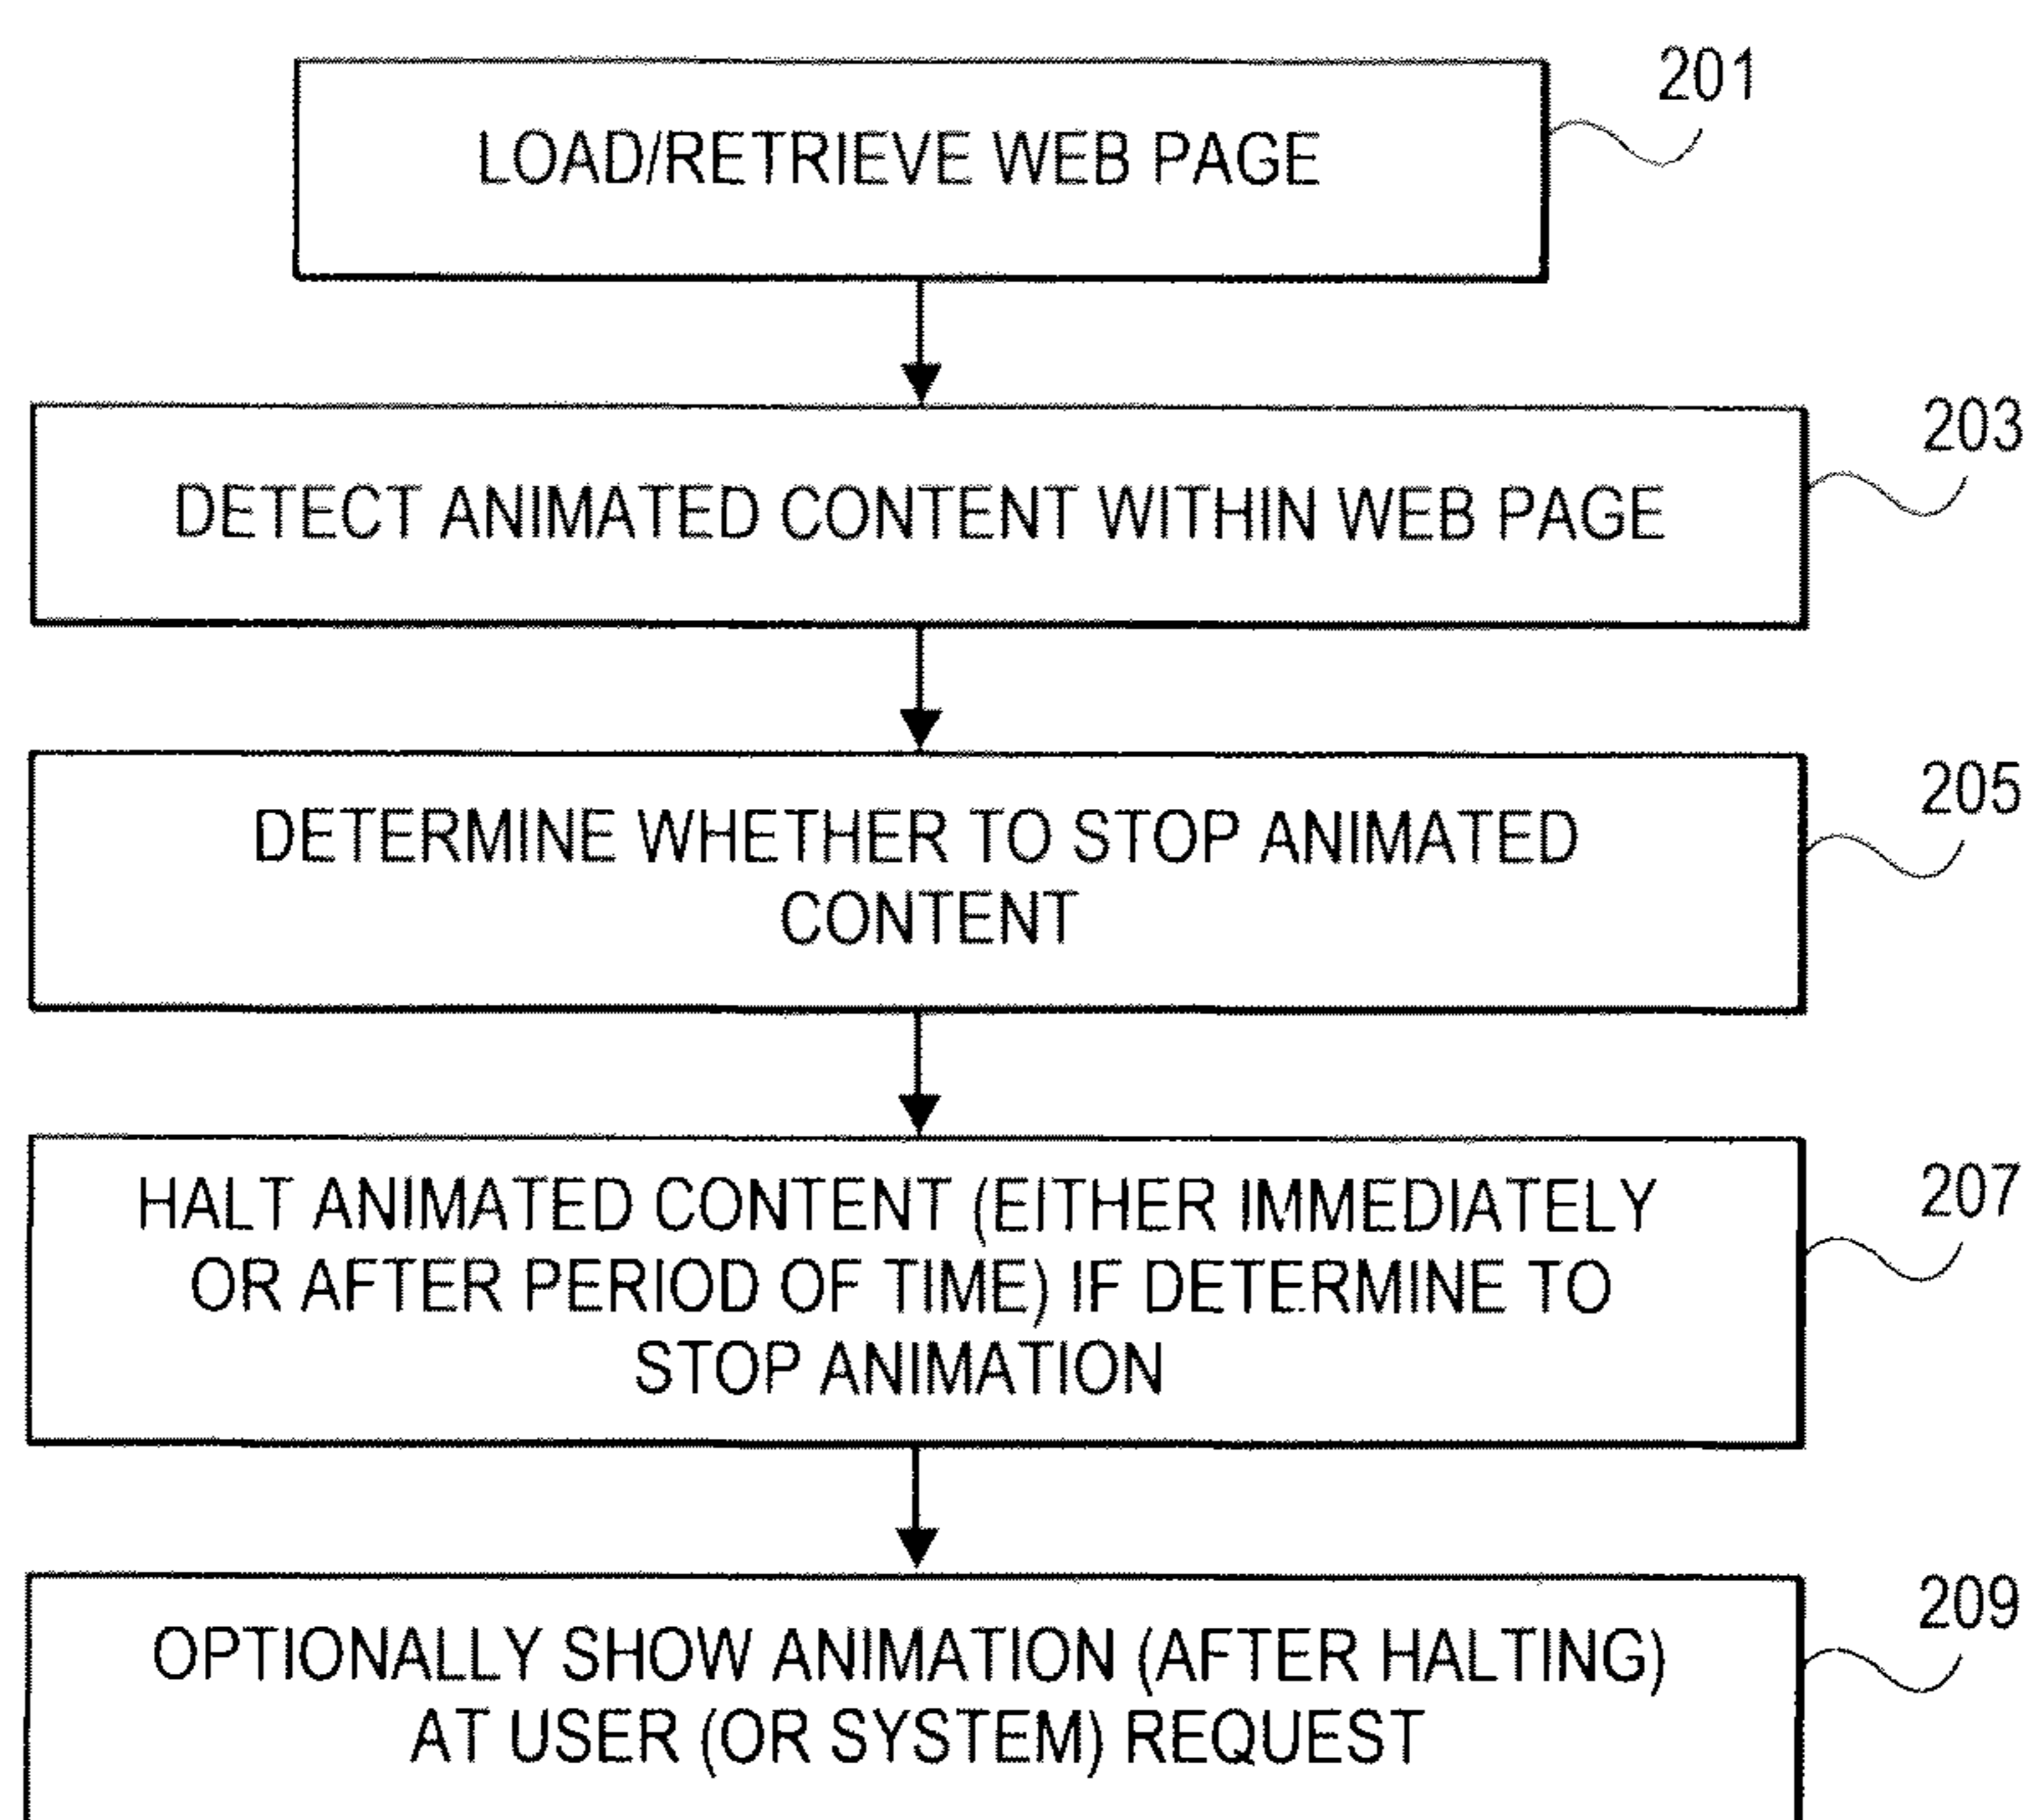 201
LOAD/RETRIEVE WEB PAGE
203
DETECT ANIMATED CONTENT WITHIN WEB PAGE
205
DETERMINE WHETHER TO STOP ANIMATED
CONTENT
207
HALT ANIMATED CONTENT (EITHER IMMEDIATELY
OR AFTER PERIOD OF TIME) IF DETERMINE TO
STOP ANIMATION
209
OPTIONALLY SHOW ANIMATION (AFTER HALTING)
AT USER (OR SYSTEM) REQUEST